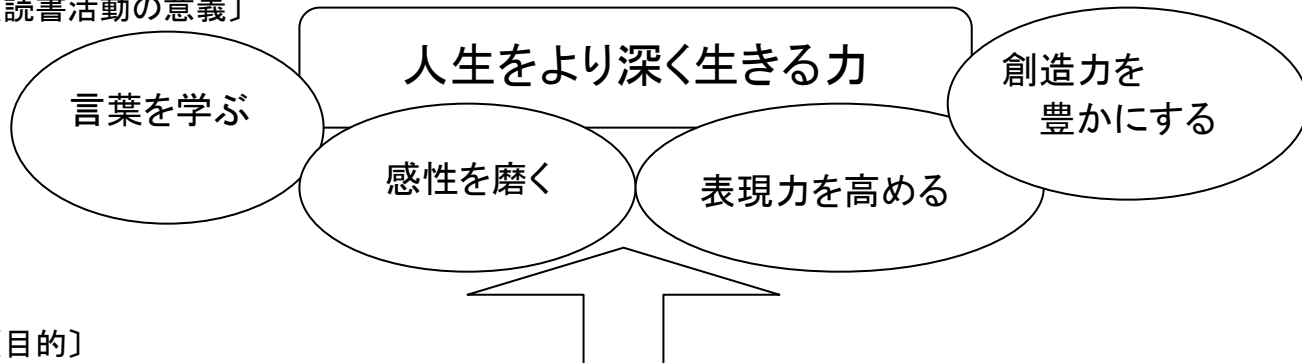 読書活動の意義〕
人生をより深く生きる力
言葉を学ぶ
感性を磨く
表現力を高める
創造力を
豊かにする
〔目的〕